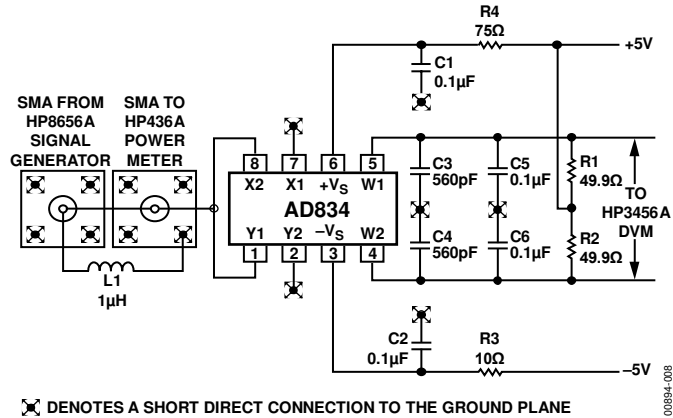 R4
75Ω
+5V
C1
0.1µF
SMA FROM
HP8656A
SIGNAL
GENERATOR
SMA TO
HP436A
POWER
METER
8
7
6
5
X2
X1
+VS
W1
AD834
Y1
Y2
–VS
W2
1
2
3
4
C3
560pF
C5
0.1µF
R1
49.9Ω
C4
560pF
C6
0.1µF
R2
49.9Ω
TO
HP3456A
DVM
L1
1µH
C2
0.1µF
R3
10Ω
–5V
DENOTES A SHORT DIRECT CONNECTION TO THE GROUND PLANE
00894-008